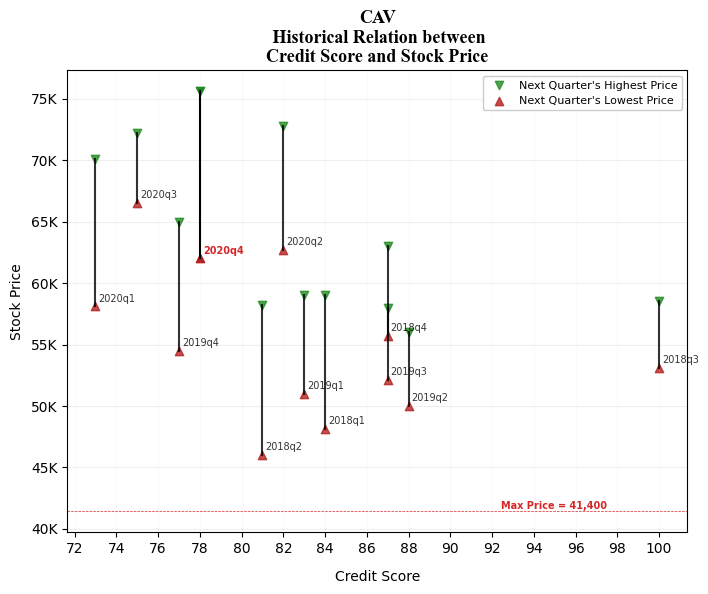 CAV
Historical Relation between
Credit Score and Stock Price
Next Quarter's Highest Price
Next Quarter's Lowest Price
75K
70K
65K
60K
55K
50K
45K
40K
Stock Price
2020q3
2020q2
2020q4
2020q1
2019q4
2018q4
2018q3
2019q3
2019q1
2019q2
2018q1
2018q2
Max Price = 41,400
72 74 76 78 80 82 84 86 88 90 92 94 96 98 100
Credit Score